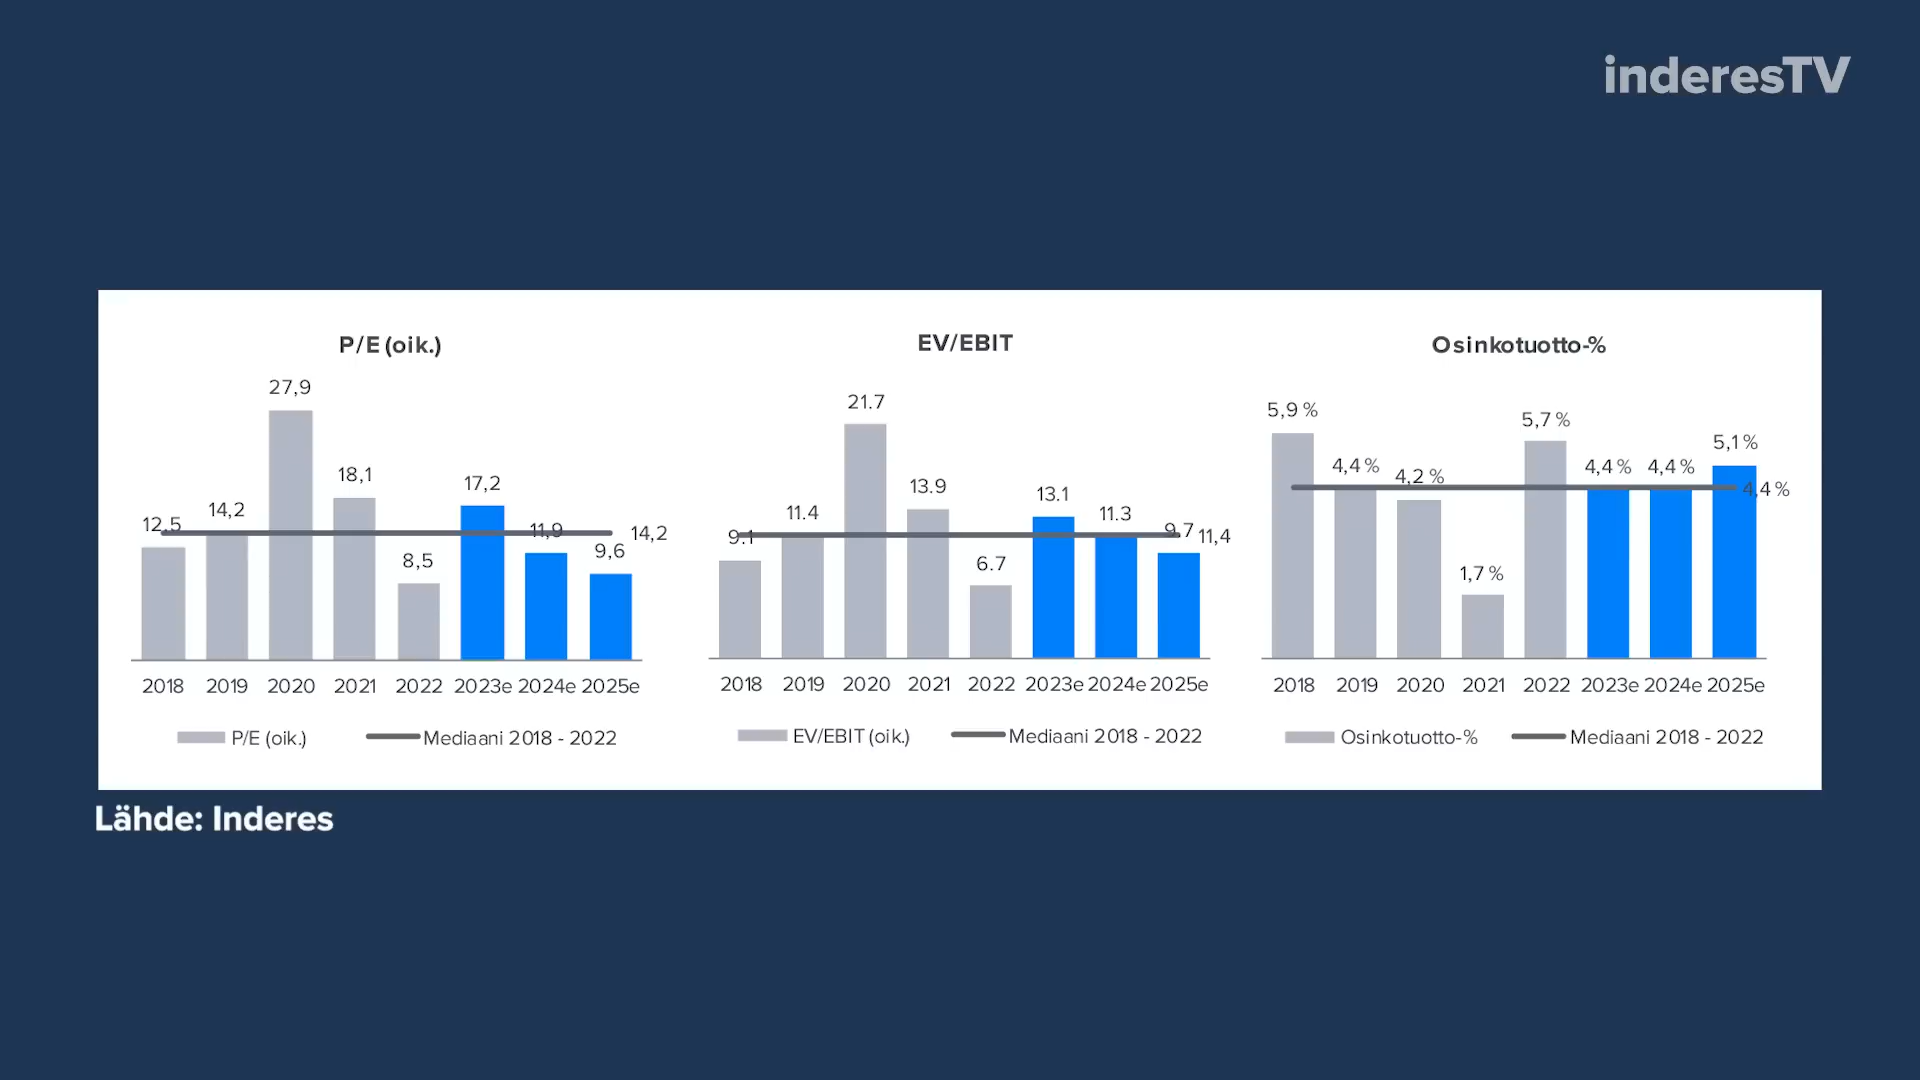 inderesTV
P/E (oik.)
27,9
18,1
17,2
14,2
12,5
11,9
14,2
9,6
8,5
2018 2019 2020 2021 2022 2023e 2024e 2025e
P/E (oik.) Mediaani 2018 - 2022
EV/EBIT
21.7
13.9
13.1
11.4
11.3
9.1
9.7
11,4
6.7
2018 2019 2020 2021 2022 2023e 2024e 2025e
EV/EBIT (oik.) Mediaani 2018 - 2022
Osinkotuotto-%
5,9 %
5,7 %
5,1 %
4,4 %
4,4 %
4,4 %
4,2 %
4,4 %
1,7 %
2018 2019 2020 2021 2022 2023e 2024e 2025e
Osinkotuotto-% Mediaani 2018 - 2022
Lähde: Inderes